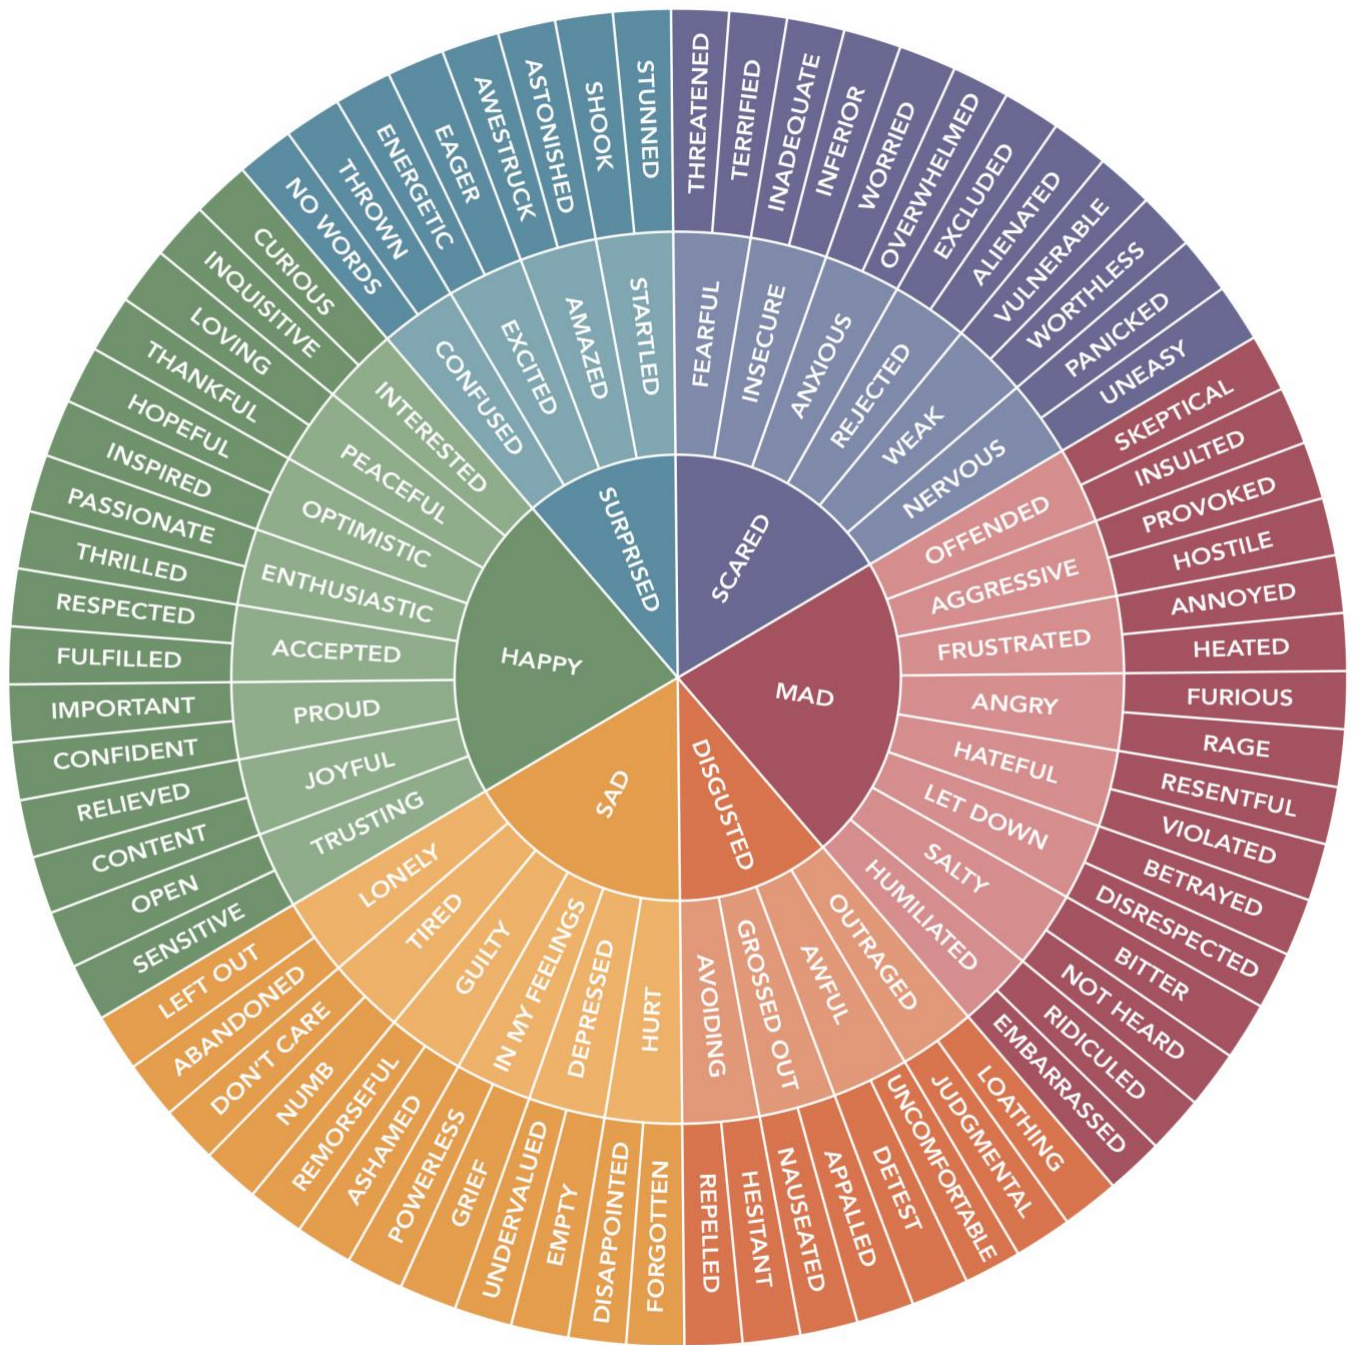 SURPRISED
SCARED
MAD
DISGUSTED
SAD
HAPPY
CONFUSED
EXCITED
AMAZED
STARTLED
FEARFUL
INSECURE
ANXIOUS
REJECTED
WEAK
NERVOUS
OFFENDED
AGGRESSIVE
FRUSTRATED
ANGRY
HATEFUL
LET DOWN
SALTY
HUMILIATED
OUTRAGED
AWFUL
GROSSED OUT
AVOIDING
HURT
DEPRESSED
IN MY FEELINGS
GUILTY
TIRED
LONELY
TRUSTING
JOYFUL
PROUD
ACCEPTED
ENTHUSIASTIC
OPTIMISTIC
PEACEFUL
INTERESTED
NO WORDS
THROWN
ENERGETIC
EAGER
AWESTRUCK
ASTONISHED
SHOOK
STUNNED
THREATENED
TERRIFIED
INADEQUATE
INFERIOR
WORRIED
OVERWHELMED
EXCLUDED
ALIENATED
VULNERABLE
WORTHLESS
PANICKED
UNEASY
SKEPTICAL
INSULTED
PROVOKED
HOSTILE
ANNOYED
HEATED
FURIOUS
RAGE
RESENTFUL
VIOLATED
BETRAYED
DISRESPECTED
BITTER
NOT HEARD
RIDICULED
EMBARRASSED
LOATHING
JUDGMENTAL
UNCOMFORTABLE
DETEST
APPALLED
NAUSEATED
HESITANT
REPELLED
FORGOTTEN
DISAPPOINTED
EMPTY
UNDERVALUED
GRIEF
POWERLESS
ASHAMED
REMORSEFUL
NUMB
DON'T CARE
ABANDONED
LEFT OUT
SENSITIVE
OPEN
CONTENT
RELIEVED
CONFIDENT
IMPORTANT
FULFILLED
RESPECTED
THRILLED
PASSIONATE
INSPIRED
HOPEFUL
THANKFUL
LOVING
INQUISITIVE
CURIOUS